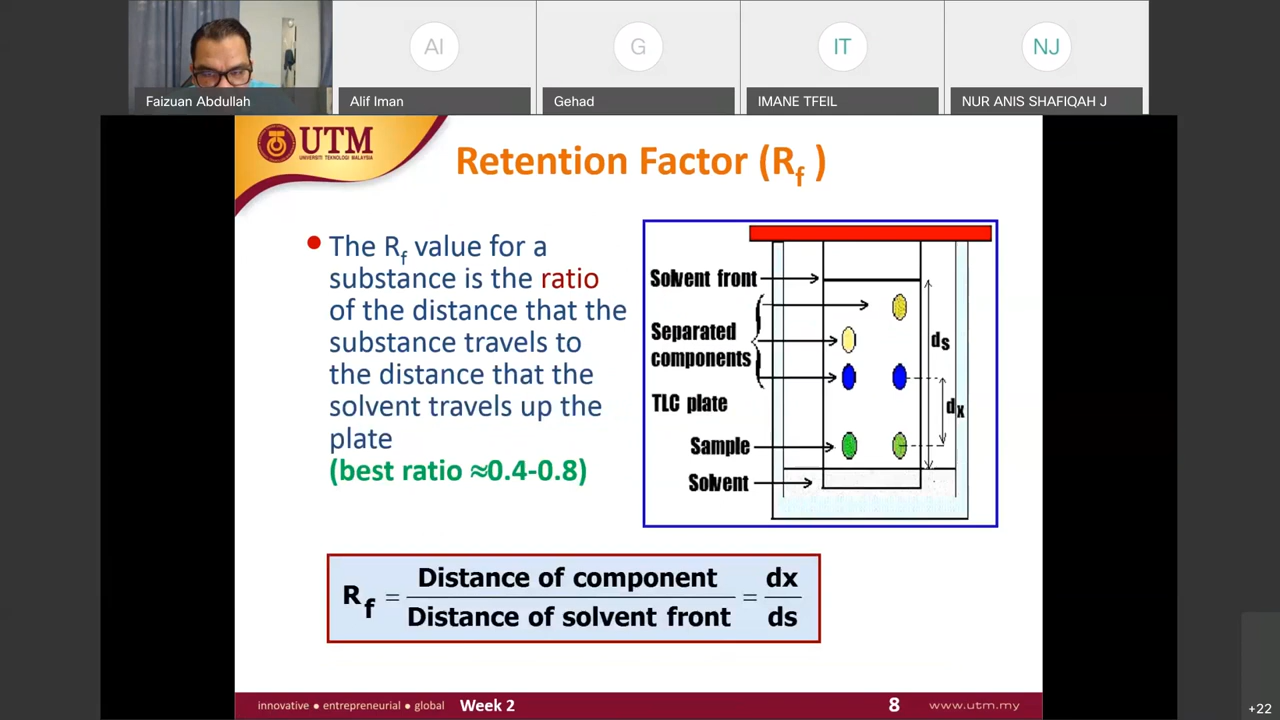 AI
G
IT
NJ
Faizuan Abdullah
Alif Iman
Gehad
IMANE TFEIL
NUR ANIS SHAFIQAH J
UTM
UNIVERSITI TEKNOLOGI MALAYSIA
Retention Factor (Rf )
• The Rf value for a
substance is the ratio
of the distance that the
substance travels to
the distance that the
solvent travels up the
plate
(best ratio ≈0.4-0.8)
Solvent front
Separated
components
TLC plate
Sample
Solvent
ds
dx
Rf = Distance of component / Distance of solvent front = dx / ds
innovative ● entrepreneurial ● global
Week 2
8
www.utm.my
+22